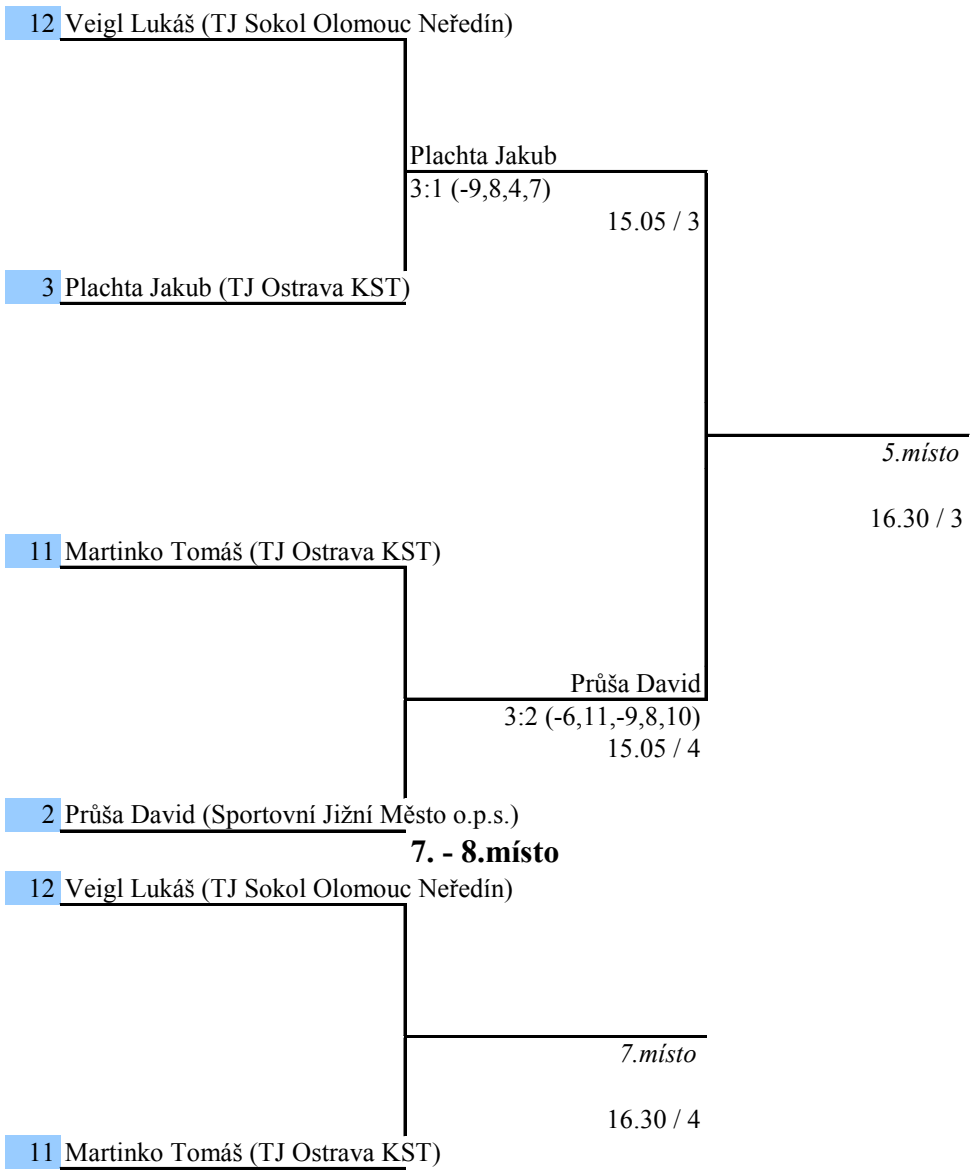 12 Veigl Lukáš (TJ Sokol Olomouc Neředín)
Plachta Jakub
3:1 (-9,8,4,7)
15.05 / 3
3 Plachta Jakub (TJ Ostrava KST)
5.místo
16.30 / 3
11 Martinko Tomáš (TJ Ostrava KST)
Průša David
3:2 (-6,11,-9,8,10)
15.05 / 4
2 Průša David (Sportovní Jižní Město o.p.s.)
7. - 8.místo
12 Veigl Lukáš (TJ Sokol Olomouc Neředín)
7.místo
16.30 / 4
11 Martinko Tomáš (TJ Ostrava KST)